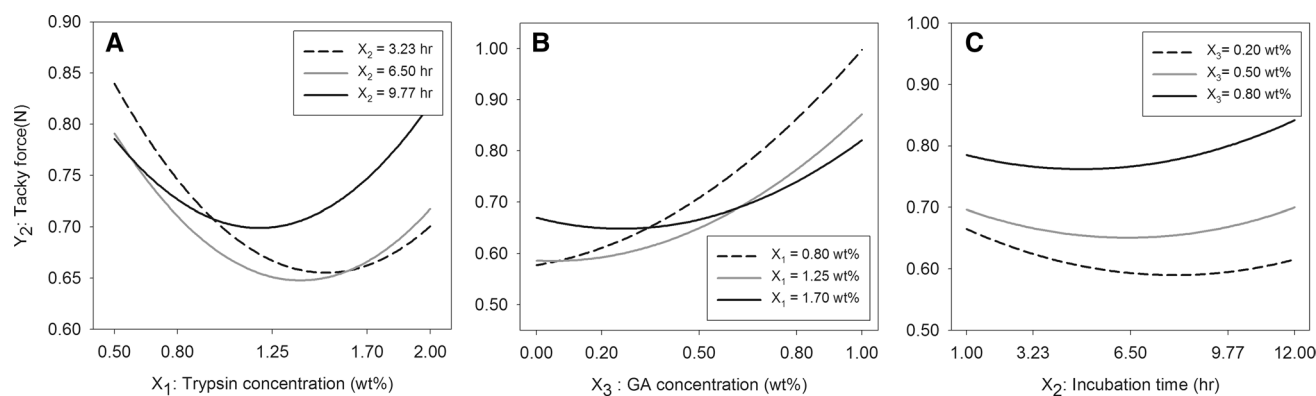 A
X2 = 3.23 hr
X2 = 6.50 hr
X2 = 9.77 hr
Y2: Tacky force(N)
0.90
0.85
0.80
0.75
0.70
0.65
0.60
0.50 0.80 1.25 1.70 2.00
X1: Trypsin concentration (wt%)
B
1.00
0.90
0.80
0.70
0.60
0.50
X1 = 0.80 wt%
X1 = 1.25 wt%
X1 = 1.70 wt%
0.00 0.20 0.50 0.80 1.00
X3: GA concentration (wt%)
C
X3= 0.20 wt%
X3= 0.50 wt%
X3= 0.80 wt%
1.00
0.90
0.80
0.70
0.60
0.50
1.00 3.23 6.50 9.77 12.00
X2: Incubation time (hr)